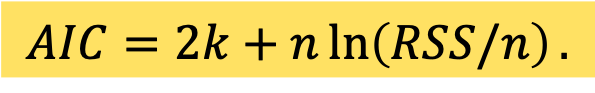 AIC = 2k + n ln(RSS/n) .